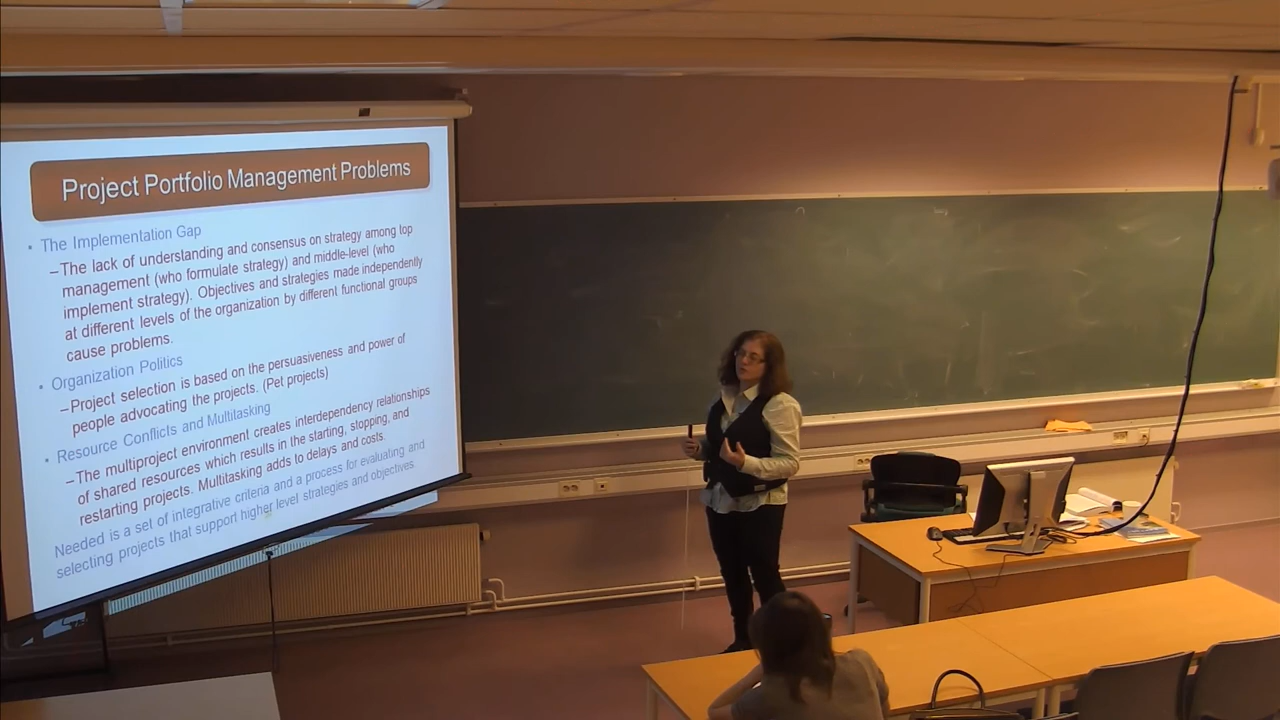 Project Portfolio Management Problems
• The Implementation Gap
–The lack of understanding and consensus on strategy among top
management (who formulate strategy) and middle-level (who
implement strategy). Objectives and strategies made independently
at different levels of the organization by different functional groups
cause problems.
• Organization Politics
–Project selection is based on the persuasiveness and power of
people advocating the projects. (Pet projects)
• Resource Conflicts and Multitasking
–The multiproject environment creates interdependency relationships
of shared resources which results in the starting, stopping, and
restarting projects. Multitasking adds to delays and costs.
Needed is a set of integrative criteria and a process for evaluating and
selecting projects that support higher level strategies and objectives.